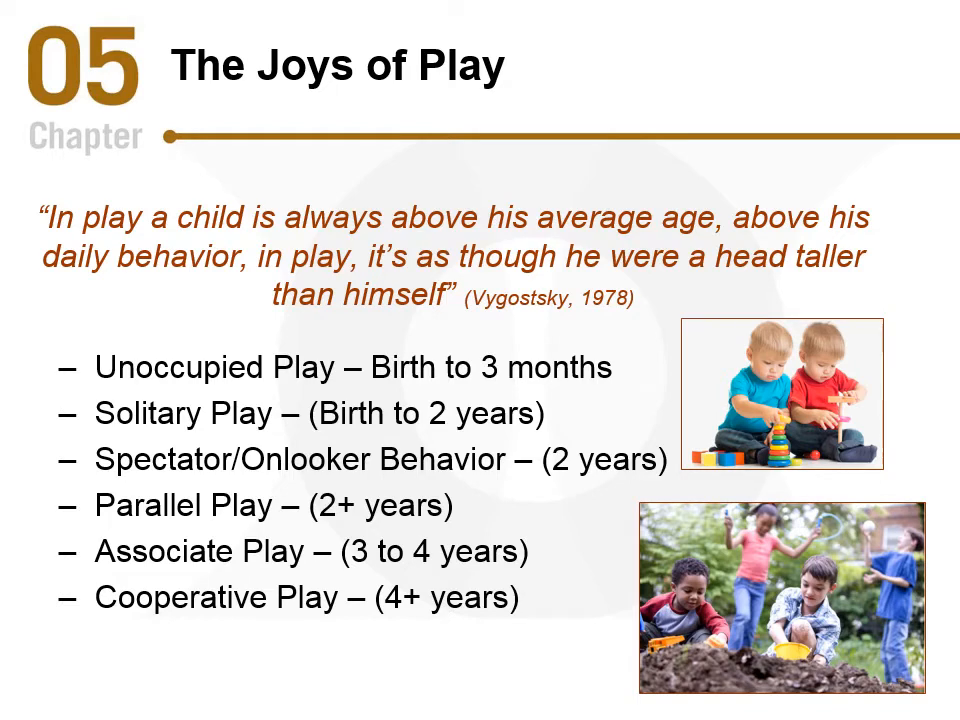 05
Chapter
The Joys of Play
“In play a child is always above his average age, above his
daily behavior, in play, it’s as though he were a head taller
than himself” (Vygostsky, 1978)
– Unoccupied Play – Birth to 3 months
– Solitary Play – (Birth to 2 years)
– Spectator/Onlooker Behavior – (2 years)
– Parallel Play – (2+ years)
– Associate Play – (3 to 4 years)
– Cooperative Play – (4+ years)